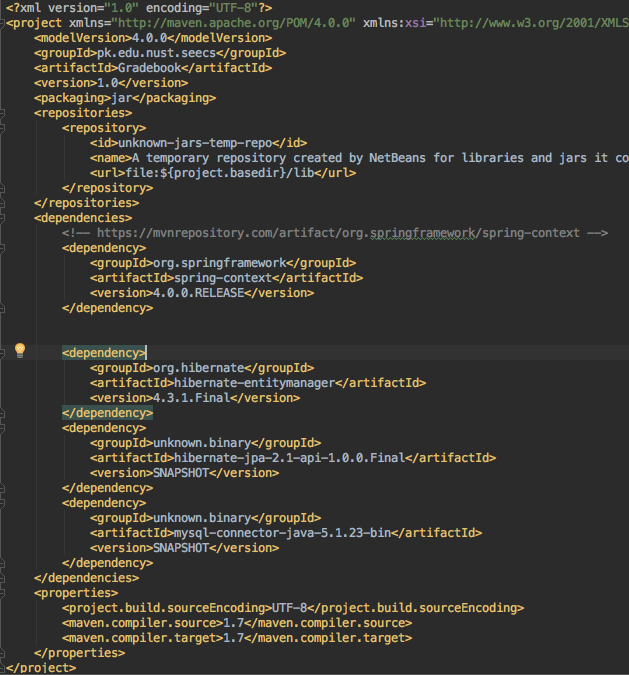 <?xml version="1.0" encoding="UTF-8"?>
<project xmlns="http://maven.apache.org/POM/4.0.0" xmlns:xsi="http://www.w3.org/2001/XMLS
<modelVersion>4.0.0</modelVersion>
<groupId>pk.edu.nust.seecs</groupId>
<artifactId>Gradebook</artifactId>
<version>1.0</version>
<packaging>jar</packaging>
<repositories>
<repository>
<id>unknown-jars-temp-repo</id>
<name>A temporary repository created by NetBeans for libraries and jars it co
<url>file:${project.basedir}/lib</url>
</repository>
</repositories>
<dependencies>
<!-- https://mvnrepository.com/artifact/org.springframework/spring-context -->
<dependency>
<groupId>org.springframework</groupId>
<artifactId>spring-context</artifactId>
<version>4.0.0.RELEASE</version>
</dependency>
<dependency>
<groupId>org.hibernate</groupId>
<artifactId>hibernate-entitymanager</artifactId>
<version>4.3.1.Final</version>
</dependency>
<dependency>
<groupId>unknown.binary</groupId>
<artifactId>hibernate-jpa-2.1-api-1.0.0.Final</artifactId>
<version>SNAPSHOT</version>
</dependency>
<dependency>
<groupId>unknown.binary</groupId>
<artifactId>mysql-connector-java-5.1.23-bin</artifactId>
<version>SNAPSHOT</version>
</dependency>
</dependencies>
<properties>
<project.build.sourceEncoding>UTF-8</project.build.sourceEncoding>
<maven.compiler.source>1.7</maven.compiler.source>
<maven.compiler.target>1.7</maven.compiler.target>
</properties>
</project>